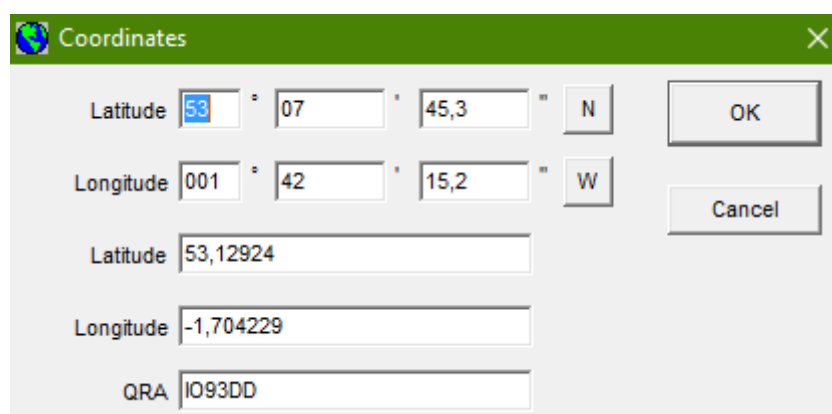 Coordinates
Latitude 53 ° 07 ' 45,3 " N OK
Longitude 001 ° 42 ' 15,2 " W
Cancel
Latitude 53,12924
Longitude -1,704229
QRA IO93DD